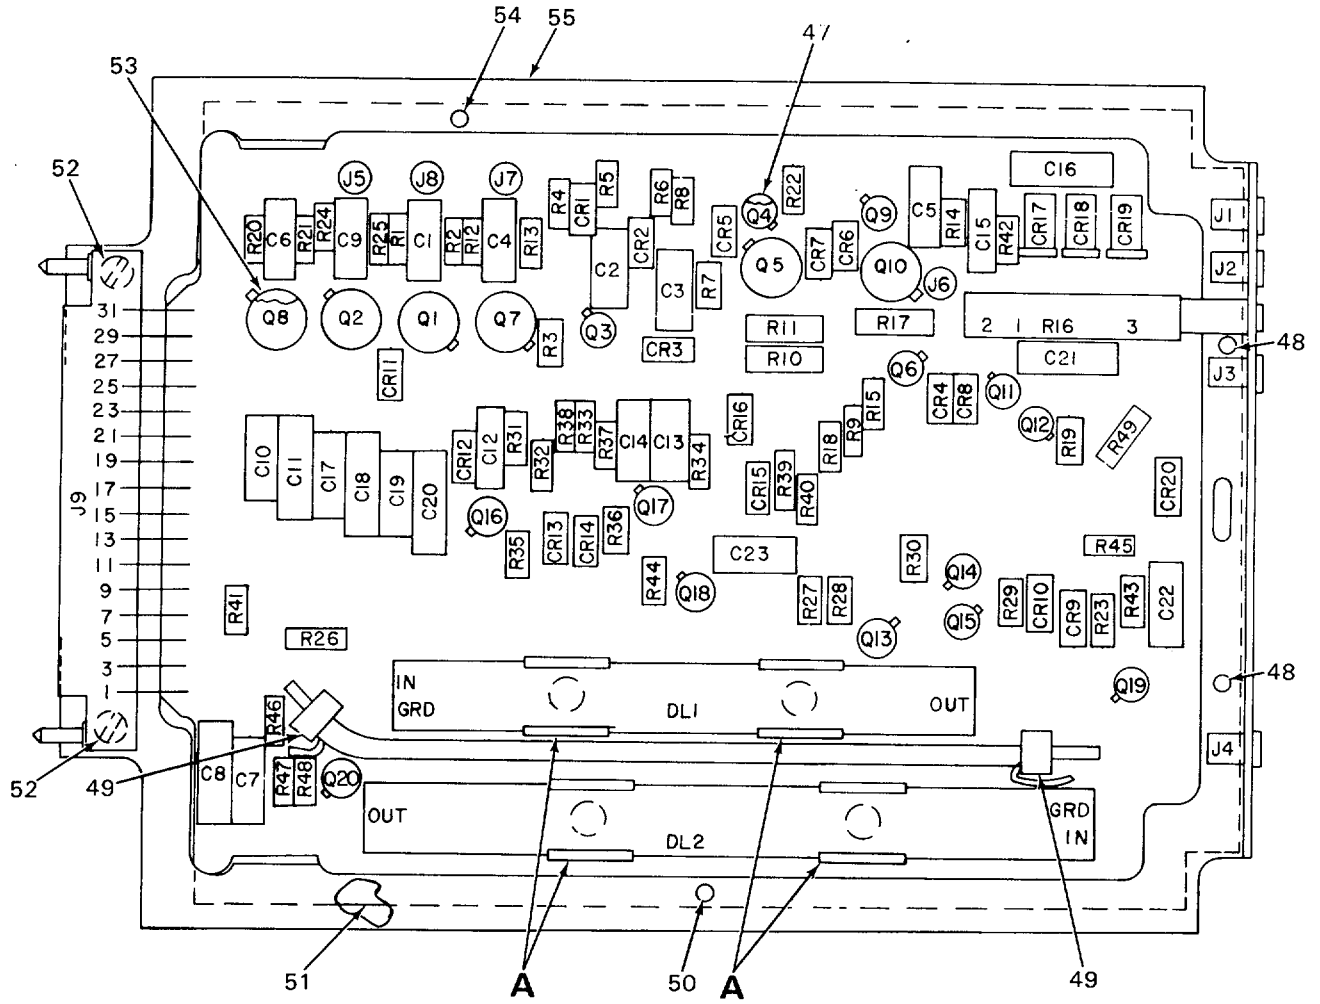 54 55 47
53
52
J5 J8 J7
R4 CR1 R5 R6 R8
CR5 Q4 R22
Q9 C5 R14 C15 R42
C16
CR17 CR18 CR19
J1
R20 C6 R21 R24 C9 R25 R1 C1 R2 R12 C4 R13
C2 CR2 C3 R7
Q5 CR7 CR6 Q10 J6
J2
31
29
27
25
23
21
19
17
15
13
11
9
7
5
3
1
J9
Q8 Q2 Q1 Q7 R3 Q3 CR3
R11 R17
R10
2 1 R16 3
C21
48
J3
CR11
Q6 CR4 CR8 Q11
C10 C11 C17 C18 C19 C20
CR12 C12 R31 R32 R38 R33 R37 C14 C13 R34
CR16 R18 R9 R15
Q12 R19 R49
CR15 R39 R40
CR20
Q16 R35 CR13 CR14 R36 Q17
C23
R30 Q14
R45
R44 Q18
R27 R28
Q13 Q15
R29 CR10 CR9 R23 R43 C22
R41
R26
Q19
48
IN
GRD
DL1
OUT
R46
J4
52
49
C8 C7
R47 R48 Q20
OUT
DL2
GRD
IN
51
A
50
A
49